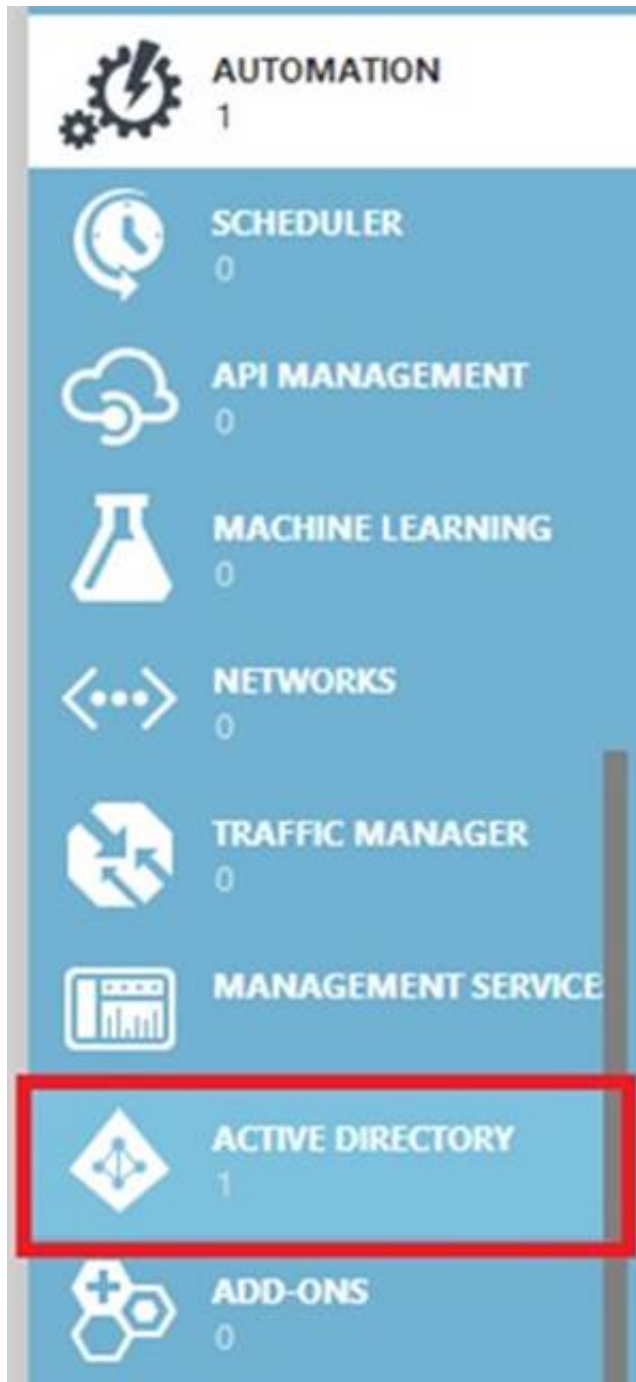 AUTOMATION
1
SCHEDULER
0
API MANAGEMENT
0
MACHINE LEARNING
0
NETWORKS
0
TRAFFIC MANAGER
0
MANAGEMENT SERVICE
ACTIVE DIRECTORY
1
ADD-ONS
0